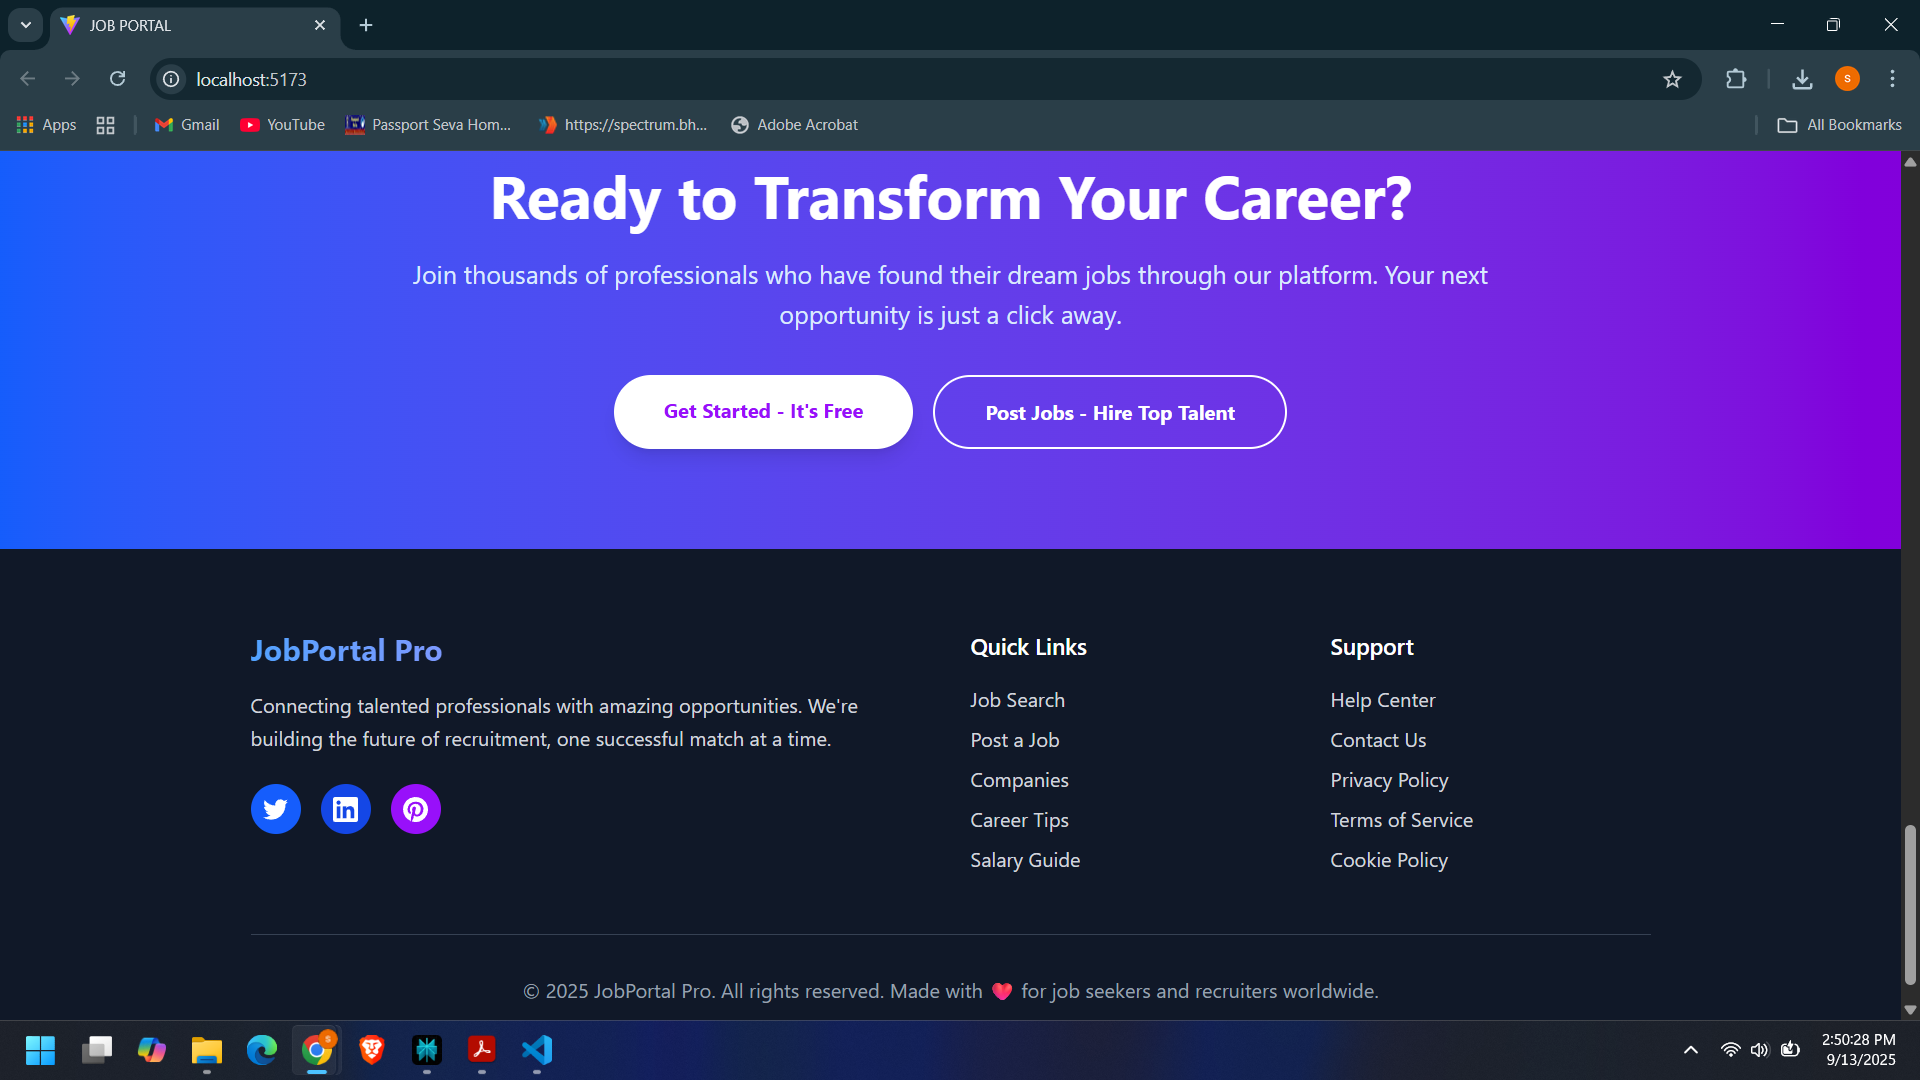 JOB PORTAL
localhost:5173
S
Apps
Gmail
YouTube
Passport Seva Hom...
https://spectrum.bh...
Adobe Acrobat
All Bookmarks
Ready to Transform Your Career?
Join thousands of professionals who have found their dream jobs through our platform. Your next
opportunity is just a click away.
Get Started - It's Free
Post Jobs - Hire Top Talent
JobPortal Pro
Connecting talented professionals with amazing opportunities. We're
building the future of recruitment, one successful match at a time.
in
Quick Links
Job Search
Post a Job
Companies
Career Tips
Salary Guide
Support
Help Center
Contact Us
Privacy Policy
Terms of Service
Cookie Policy
© 2025 JobPortal Pro. All rights reserved. Made with ❤️ for job seekers and recruiters worldwide.
S
2:50:28 PM
9/13/2025